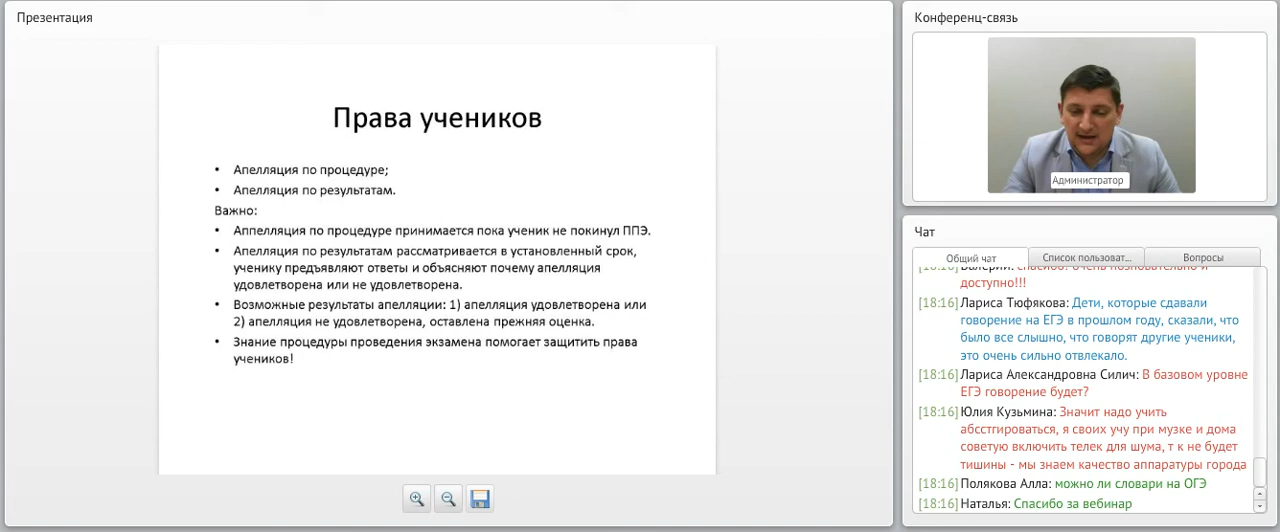 Презентация
Права учеников
• Апелляция по процедуре;
• Апелляция по результатам.
Важно:
• Аппелляция по процедуре принимается пока ученик не покинул ППЭ.
• Апелляция по результатам рассматривается в установленный срок,
ученику предъявляют ответы и объясняют почему апелляция
удовлетворена или не удовлетворена.
• Возможные результаты апелляции: 1) апелляция удовлетворена или
2) апелляция не удовлетворена, оставлена прежняя оценка.
• Знание процедуры проведения экзамена помогает защитить права
учеников!
Конференц-связь
Администратор
Чат
Общий чат
Список пользоват...
Вопросы
доступно!!!
[18:16] Лариса Тюфякова: Дети, которые сдавали
говорение на ЕГЭ в прошлом году, сказали, что
было все слышно, что говорят другие ученики,
это очень сильно отвлекало.
[18:16] Лариса Александровна Силич: В базовом уровне
ЕГЭ говорение будет?
[18:16] Юлия Кузьмина: Значит надо учить
абсстгироваться, я своих учу при музке и дома
советую включить телек для шума, т к не будет
тишины - мы знаем качество аппаратуры города
[18:16] Полякова Алла: можно ли словари на ОГЭ
[18:16] Наталья: Спасибо за вебинар